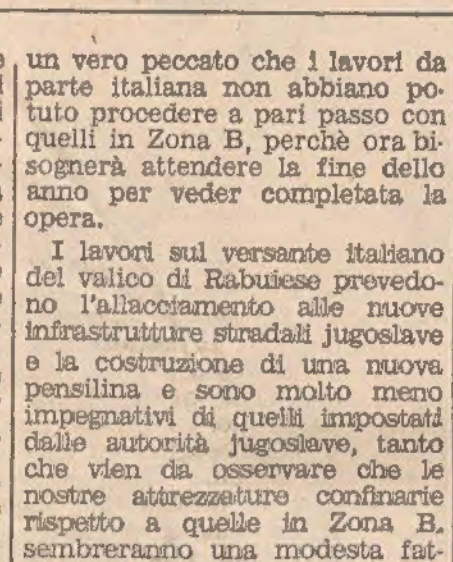 un vero peccato che i lavori da
parte italiana non abbiano po-
tuto procedere a pari passo con
quelli in Zona B, perchè ora bi-
sognerà attendere la fine dello
anno per veder completata la
opera.
I lavori sul versante italiano
del valico di Rabuiese prevedo-
no l'allacciamento alle nuove
infrastrutture stradali jugoslave
e la costruzione di una nuova
pensilina e sono molto meno
impegnativi di quelli impostati
dalle autorità jugoslave, tanto
che vien da osservare che le
nostre attrezzature confinarie
rispetto a quelle in Zona B.
sembreranno una modesta fat-